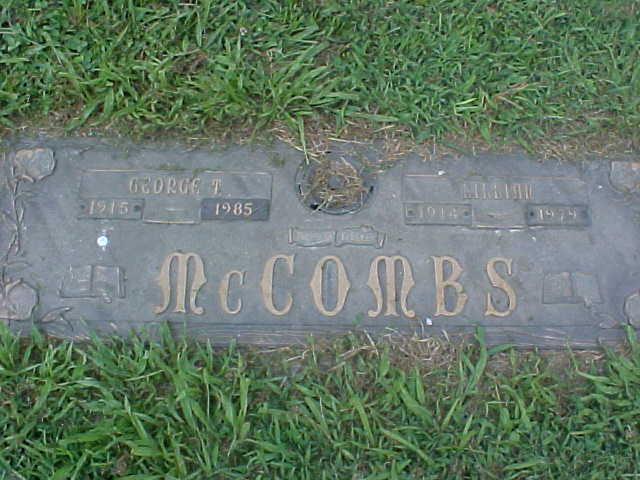 GEORGE T. LILLIAN
1915 — 1985 1914 — 1979
McCOMBS